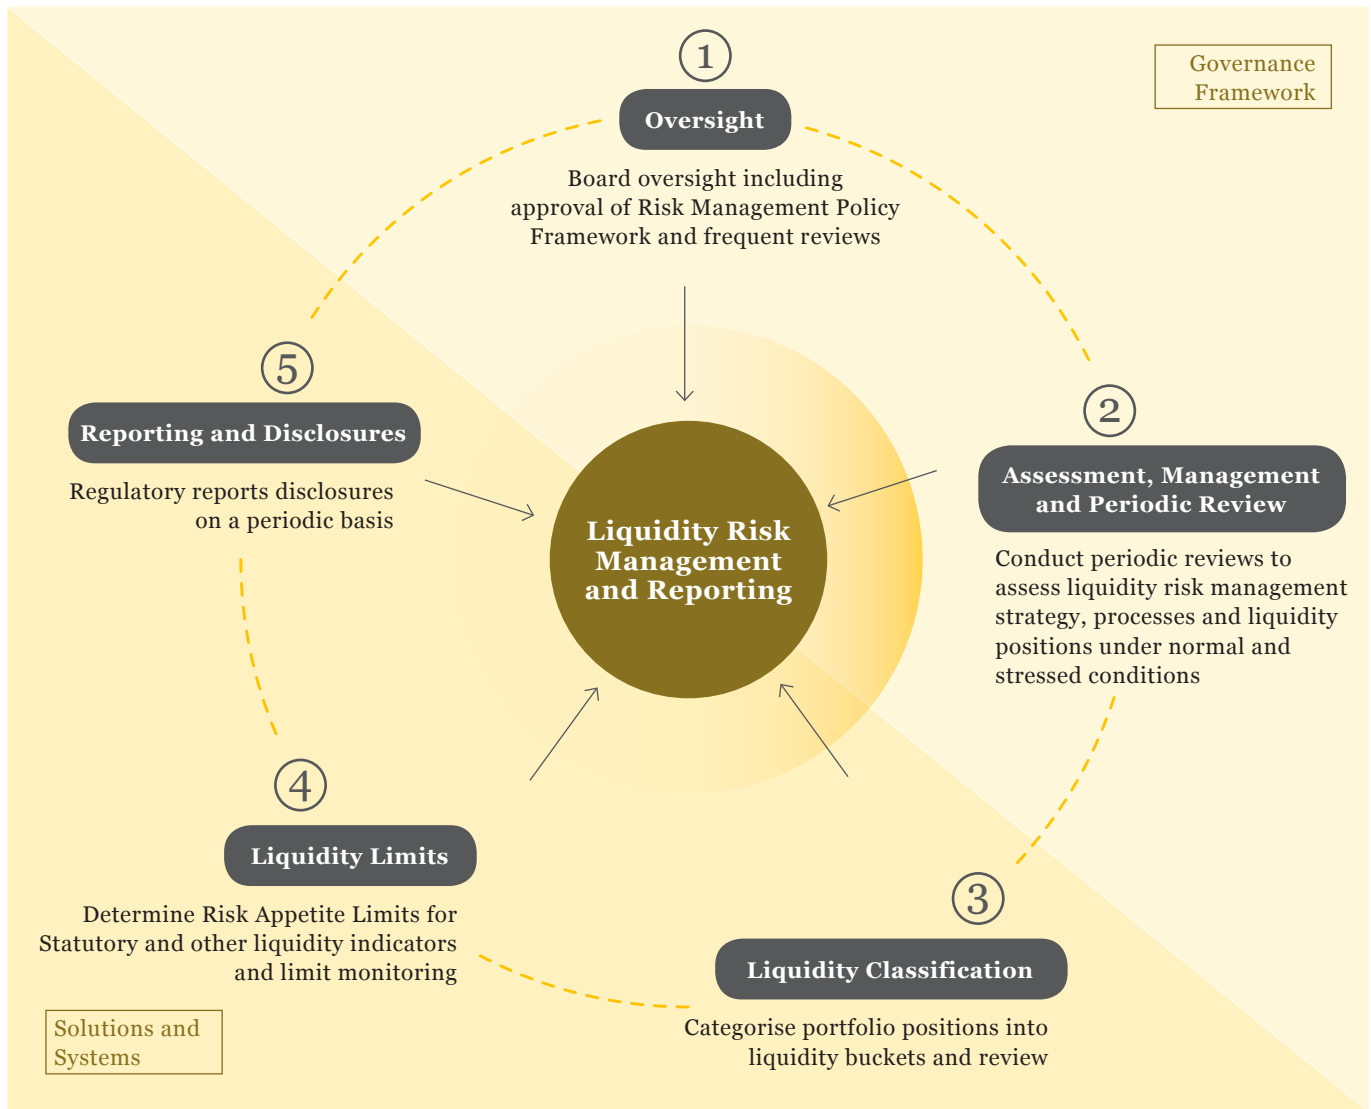 Governance
Framework
1
Oversight
Board oversight including
approval of Risk Management Policy
Framework and frequent reviews
2
Assessment, Management
and Periodic Review
Conduct periodic reviews to
assess liquidity risk management
strategy, processes and liquidity
positions under normal and
stressed conditions
3
Liquidity Classification
Categorise portfolio positions into
liquidity buckets and review
4
Liquidity Limits
Determine Risk Appetite Limits for
Statutory and other liquidity indicators
and limit monitoring
5
Reporting and Disclosures
Regulatory reports disclosures
on a periodic basis
Liquidity Risk
Management
and Reporting
Solutions and
Systems